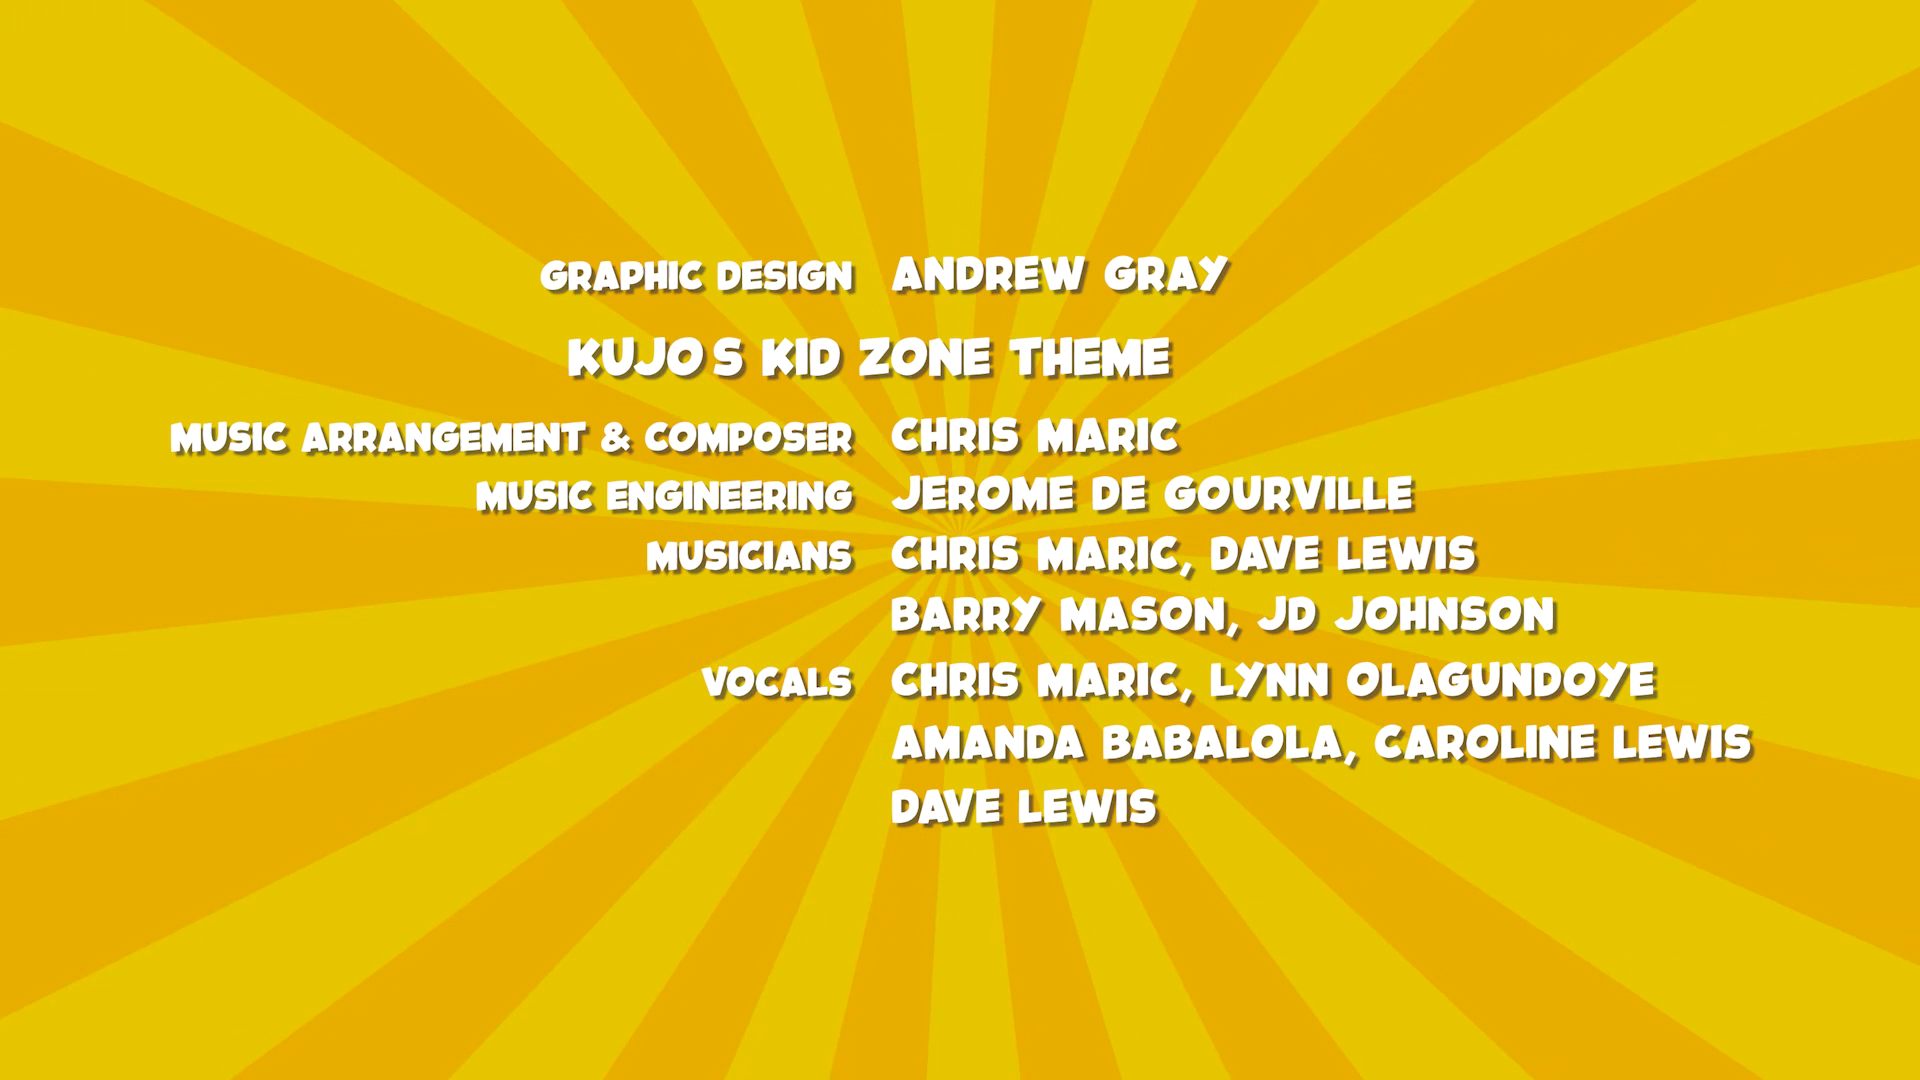 GRAPHIC DESIGN ANDREW GRAY
KUJO S KID ZONE THEME
MUSIC ARRANGEMENT & COMPOSER CHRIS MARIC
MUSIC ENGINEERING JEROME DE GOURVILLE
MUSICIANS CHRIS MARIC, DAVE LEWIS
BARRY MASON, JD JOHNSON
VOCALS CHRIS MARIC, LYNN OLAGUNDOYE
AMANDA BABALOLA, CAROLINE LEWIS
DAVE LEWIS